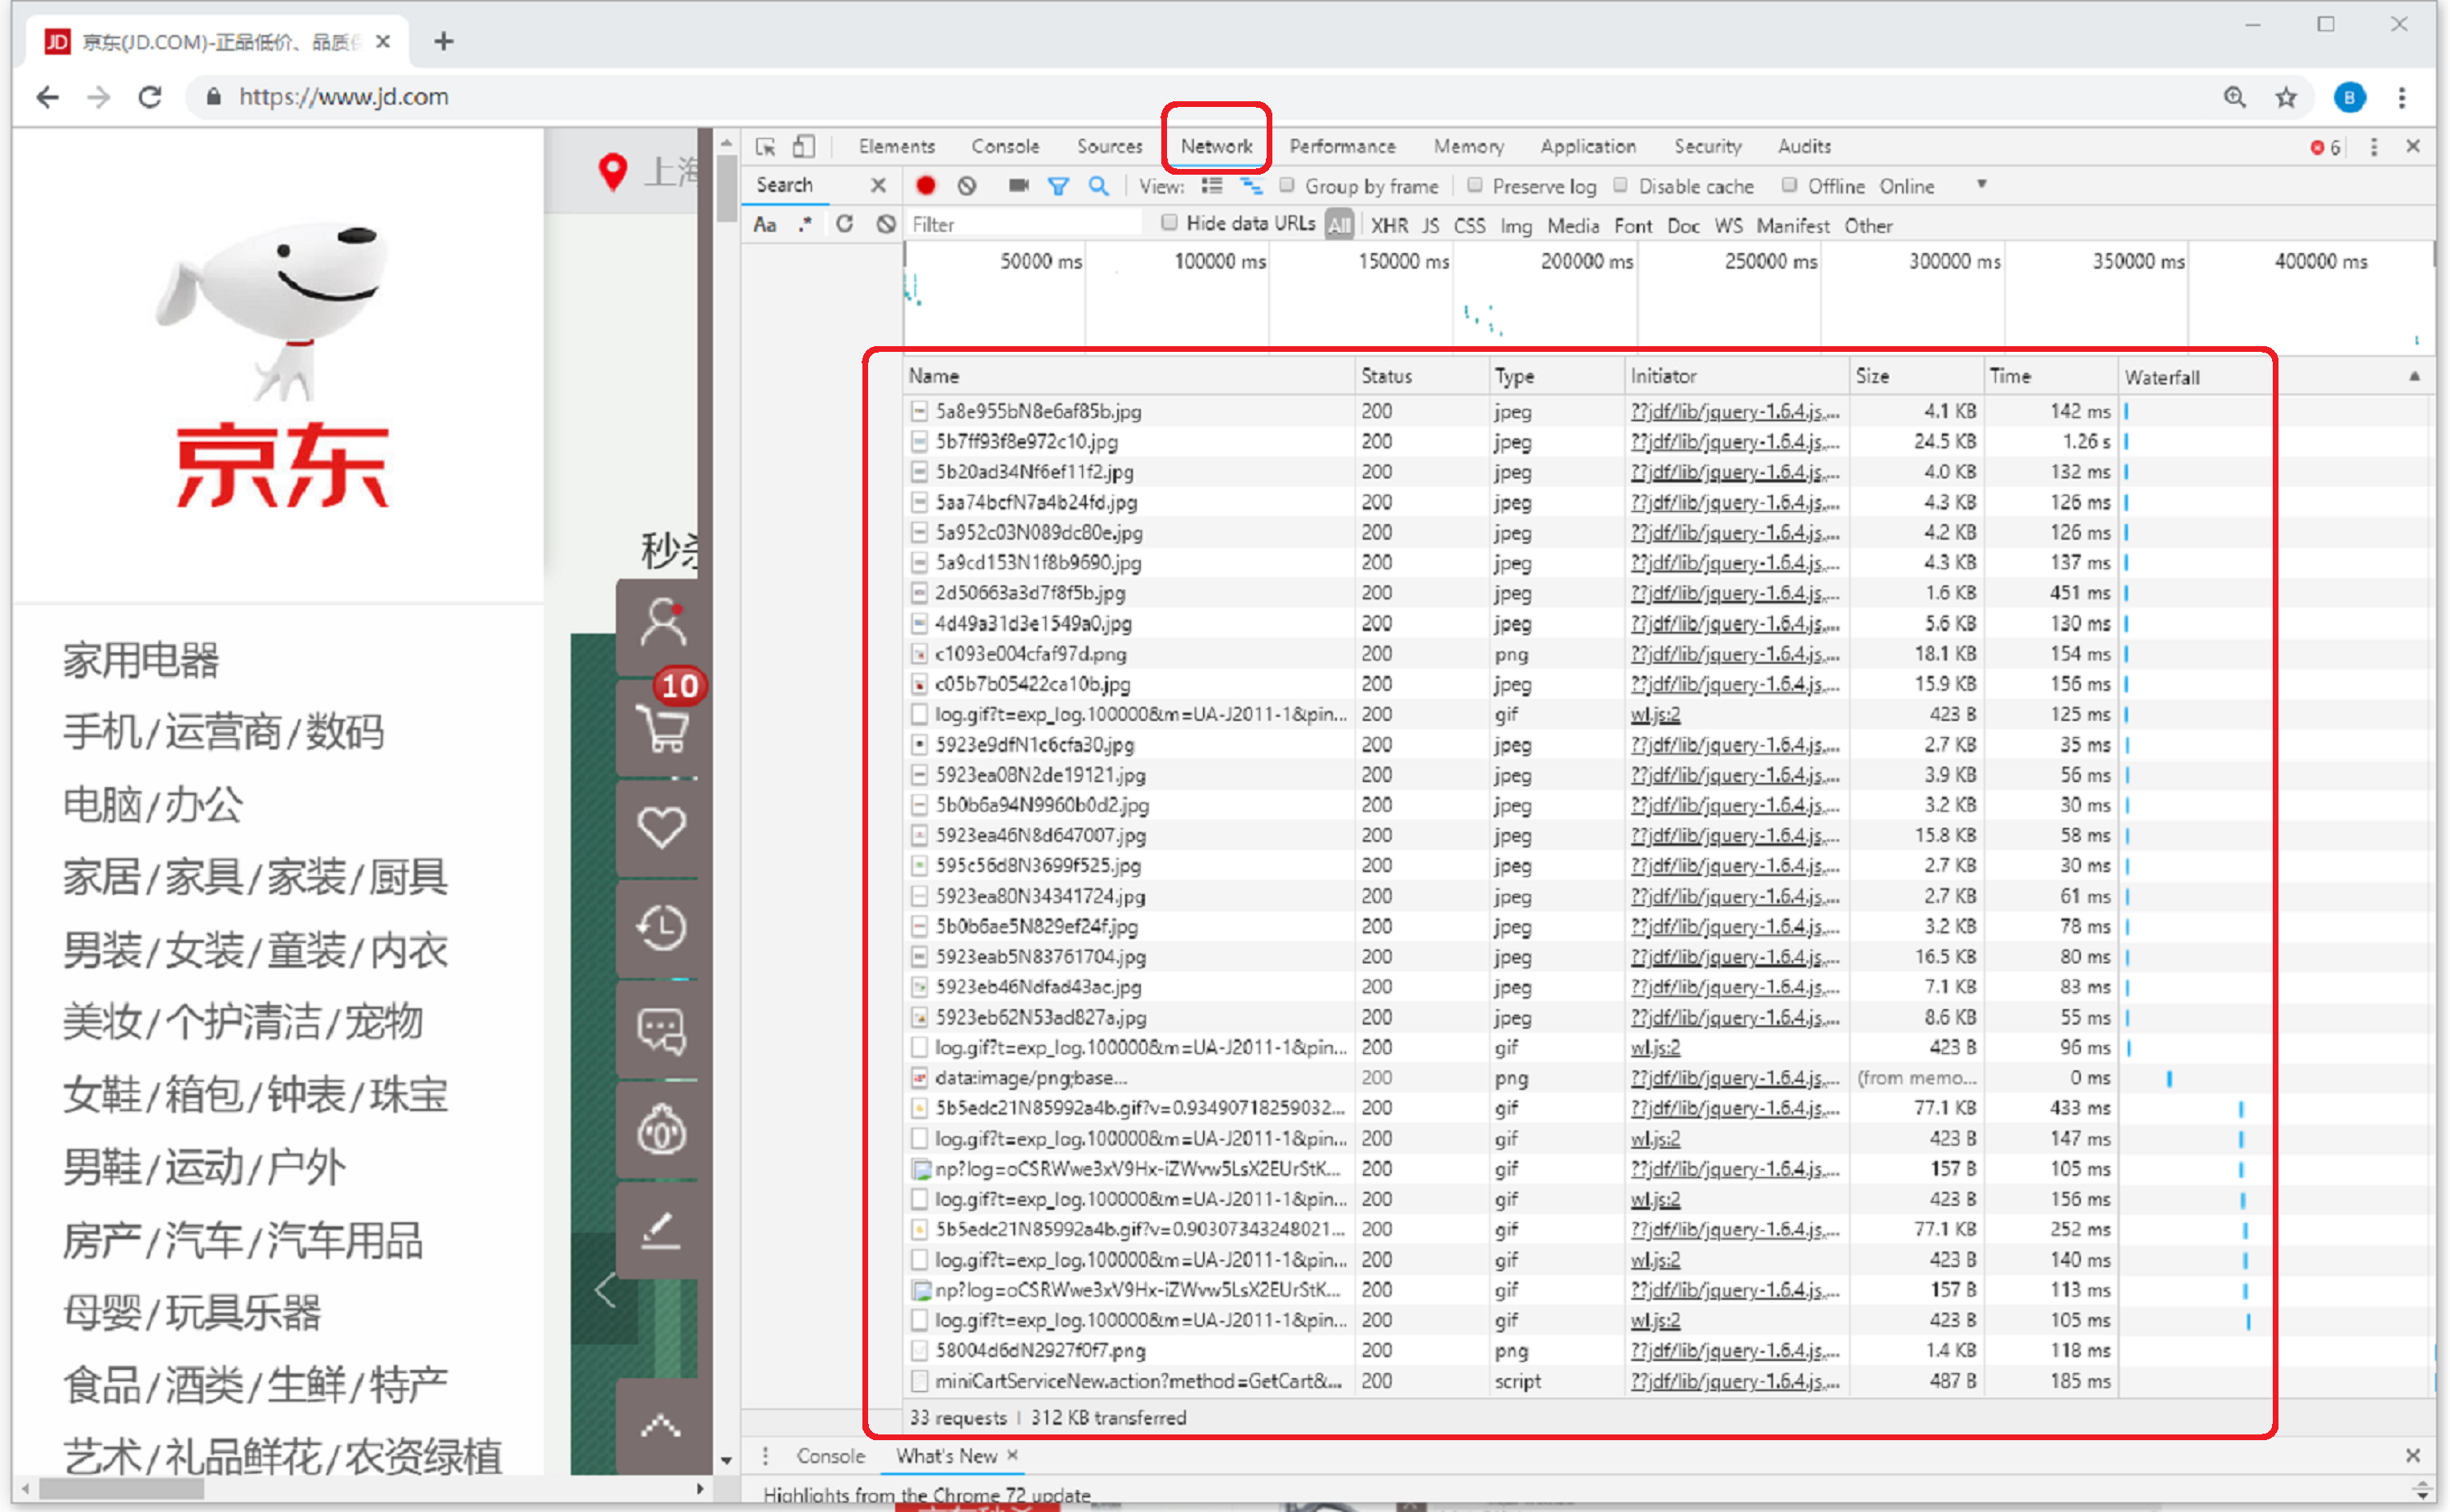 JD 京东(JD.COM)-正品低价、品质
https://www.jd.com
B
上海
京东
秒杀
10
家用电器
手机/运营商/数码
电脑/办公
家居/家具/家装/厨具
男装/女装/童装/内衣
美妆/个护清洁/宠物
女鞋/箱包/钟表/珠宝
男鞋/运动/户外
房产/汽车/汽车用品
母婴/玩具乐器
食品/酒类/生鲜/特产
艺术/礼品鲜花/农资绿植
Elements Console Sources Network Performance Memory Application Security Audits 6
Search View: Group by frame Preserve log Disable cache Offline Online
Aa .* Filter Hide data URLs All XHR JS CSS Img Media Font Doc WS Manifest Other
50000 ms 100000 ms 150000 ms 200000 ms 250000 ms 300000 ms 350000 ms 400000 ms
Name Status Type Initiator Size Time Waterfall
5a8e955bN8e6af85b.jpg 200 jpeg ??jdf/lib/jquery-1.6.4.js,... 4.1 KB 142 ms
5b7ff93f8e972c10.jpg 200 jpeg ??jdf/lib/jquery-1.6.4.js,... 24.5 KB 1.26 s
5b20ad34Nf6ef11f2.jpg 200 jpeg ??jdf/lib/jquery-1.6.4.js,... 4.0 KB 132 ms
5aa74bcfN7a4b24fd.jpg 200 jpeg ??jdf/lib/jquery-1.6.4.js,... 4.3 KB 126 ms
5a952c03N089dc80e.jpg 200 jpeg ??jdf/lib/jquery-1.6.4.js,... 4.2 KB 126 ms
5a9cd153N1f8b9690.jpg 200 jpeg ??jdf/lib/jquery-1.6.4.js,... 4.3 KB 137 ms
2d50663a3d7f8f5b.jpg 200 jpeg ??jdf/lib/jquery-1.6.4.js,... 1.6 KB 451 ms
4d49a31d3e1549a0.jpg 200 jpeg ??jdf/lib/jquery-1.6.4.js,... 5.6 KB 130 ms
c1093e004cfaf97d.png 200 png ??jdf/lib/jquery-1.6.4.js,... 18.1 KB 154 ms
c05b7b05422ca10b.jpg 200 jpeg ??jdf/lib/jquery-1.6.4.js,... 15.9 KB 156 ms
log.gif?t=exp_log.100000&m=UA-J2011-1&pin... 200 gif wl.js:2 423 B 125 ms
5923e9dfN1c6cfa30.jpg 200 jpeg ??jdf/lib/jquery-1.6.4.js,... 2.7 KB 35 ms
5923ea08N2de19121.jpg 200 jpeg ??jdf/lib/jquery-1.6.4.js,... 3.9 KB 56 ms
5b0b6a94N9960b0d2.jpg 200 jpeg ??jdf/lib/jquery-1.6.4.js,... 3.2 KB 30 ms
5923ea46N8d647007.jpg 200 jpeg ??jdf/lib/jquery-1.6.4.js,... 15.8 KB 58 ms
595c56d8N3699f525.jpg 200 jpeg ??jdf/lib/jquery-1.6.4.js,... 2.7 KB 30 ms
5923ea80N34341724.jpg 200 jpeg ??jdf/lib/jquery-1.6.4.js,... 2.7 KB 61 ms
5b0b6ae5N829ef24f.jpg 200 jpeg ??jdf/lib/jquery-1.6.4.js,... 3.2 KB 78 ms
5923eab5N83761704.jpg 200 jpeg ??jdf/lib/jquery-1.6.4.js,... 16.5 KB 80 ms
5923eb46Ndfad43ac.jpg 200 jpeg ??jdf/lib/jquery-1.6.4.js,... 7.1 KB 83 ms
5923eb62N53ad827a.jpg 200 jpeg ??jdf/lib/jquery-1.6.4.js,... 8.6 KB 55 ms
log.gif?t=exp_log.100000&m=UA-J2011-1&pin... 200 gif wl.js:2 423 B 96 ms
data:image/png;base... 200 png ??jdf/lib/jquery-1.6.4.js,... (from memo... 0 ms
5b5edc21N85992a4b.gif?v=0.93490718259032... 200 gif ??jdf/lib/jquery-1.6.4.js,... 77.1 KB 433 ms
log.gif?t=exp_log.100000&m=UA-J2011-1&pin... 200 gif wl.js:2 423 B 147 ms
np?log=oCSRWwe3xV9Hx-iZWvw5LsX2EUrStK... 200 gif ??jdf/lib/jquery-1.6.4.js,... 157 B 105 ms
log.gif?t=exp_log.100000&m=UA-J2011-1&pin... 200 gif wl.js:2 423 B 156 ms
5b5edc21N85992a4b.gif?v=0.90307343248021... 200 gif ??jdf/lib/jquery-1.6.4.js,... 77.1 KB 252 ms
log.gif?t=exp_log.100000&m=UA-J2011-1&pin... 200 gif wl.js:2 423 B 140 ms
np?log=oCSRWwe3xV9Hx-iZWvw5LsX2EUrStK... 200 gif ??jdf/lib/jquery-1.6.4.js,... 157 B 113 ms
log.gif?t=exp_log.100000&m=UA-J2011-1&pin... 200 gif wl.js:2 423 B 105 ms
58004d6dN2927f0f7.png 200 png ??jdf/lib/jquery-1.6.4.js,... 1.4 KB 118 ms
miniCartServiceNew.action?method=GetCart&... 200 script ??jdf/lib/jquery-1.6.4.js,... 487 B 185 ms
33 requests | 312 KB transferred
Console What's New
Highlights from the Chrome 72 update